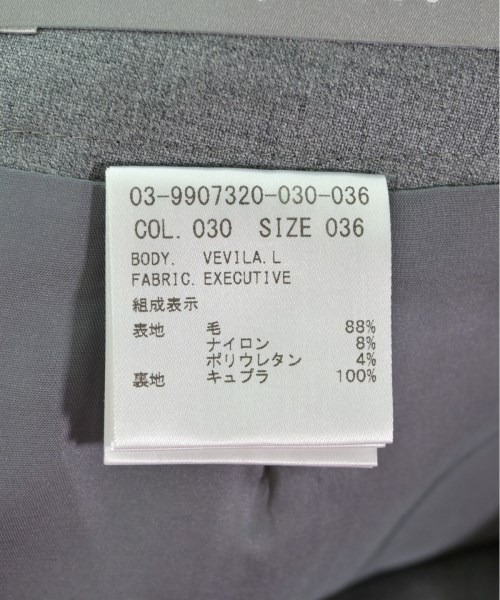 03-9907320-030-036
COL. 030 SIZE 036
BODY. VEVILA. L
FABRIC. EXECUTIVE
組成表示
表地 毛 88%
ナイロン 8%
ポリウレタン 4%
裏地 キュプラ 100%